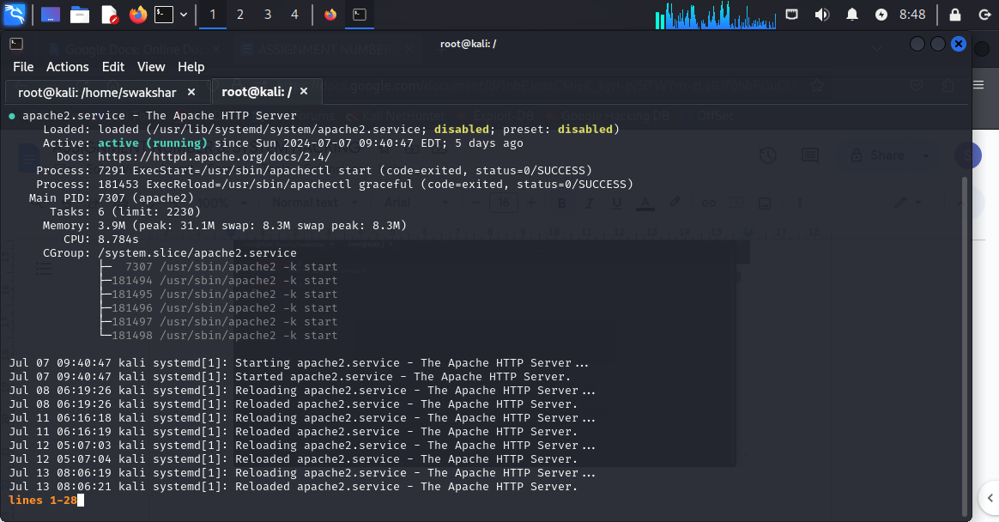 1 2 3 4
8:48
root@kali: /
File Actions Edit View Help
root@kali: /home/swakshar × root@kali: / ×
● apache2.service - The Apache HTTP Server
Loaded: loaded (/usr/lib/systemd/system/apache2.service; disabled; preset: disabled)
Active: active (running) since Sun 2024-07-07 09:40:47 EDT; 5 days ago
Docs: https://httpd.apache.org/docs/2.4/
Process: 7291 ExecStart=/usr/sbin/apachectl start (code=exited, status=0/SUCCESS)
Process: 181453 ExecReload=/usr/sbin/apachectl graceful (code=exited, status=0/SUCCESS)
Main PID: 7307 (apache2)
Tasks: 6 (limit: 2230)
Memory: 3.9M (peak: 31.1M swap: 8.3M swap peak: 8.3M)
CPU: 8.784s
CGroup: /system.slice/apache2.service
├─ 7307 /usr/sbin/apache2 -k start
├─181494 /usr/sbin/apache2 -k start
├─181495 /usr/sbin/apache2 -k start
├─181496 /usr/sbin/apache2 -k start
├─181497 /usr/sbin/apache2 -k start
└─181498 /usr/sbin/apache2 -k start
Jul 07 09:40:47 kali systemd[1]: Starting apache2.service - The Apache HTTP Server...
Jul 07 09:40:47 kali systemd[1]: Started apache2.service - The Apache HTTP Server.
Jul 08 06:19:26 kali systemd[1]: Reloading apache2.service - The Apache HTTP Server...
Jul 08 06:19:26 kali systemd[1]: Reloaded apache2.service - The Apache HTTP Server.
Jul 11 06:16:18 kali systemd[1]: Reloading apache2.service - The Apache HTTP Server...
Jul 11 06:16:19 kali systemd[1]: Reloaded apache2.service - The Apache HTTP Server.
Jul 12 05:07:03 kali systemd[1]: Reloading apache2.service - The Apache HTTP Server...
Jul 12 05:07:04 kali systemd[1]: Reloaded apache2.service - The Apache HTTP Server.
Jul 13 08:06:19 kali systemd[1]: Reloading apache2.service - The Apache HTTP Server...
Jul 13 08:06:21 kali systemd[1]: Reloaded apache2.service - The Apache HTTP Server.
lines 1-28